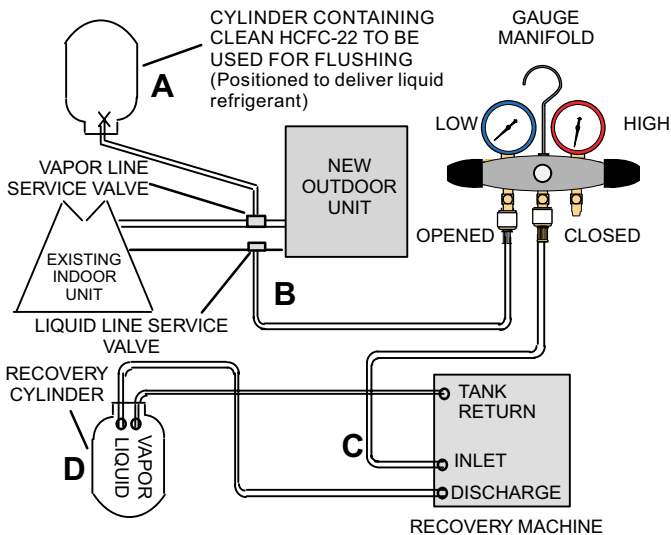 CYLINDER CONTAINING
CLEAN HCFC-22 TO BE
USED FOR FLUSHING
(Positioned to deliver liquid
refrigerant)
A
GAUGE
MANIFOLD
LOW
HIGH
VAPOR LINE
SERVICE VALVE
NEW
OUTDOOR
UNIT
EXISTING
INDOOR
UNIT
OPENED
CLOSED
B
LIQUID LINE SERVICE
VALVE
RECOVERY
CYLINDER
TANK
RETURN
C
D
LIQUID
VAPOR
INLET
DISCHARGE
RECOVERY MACHINE